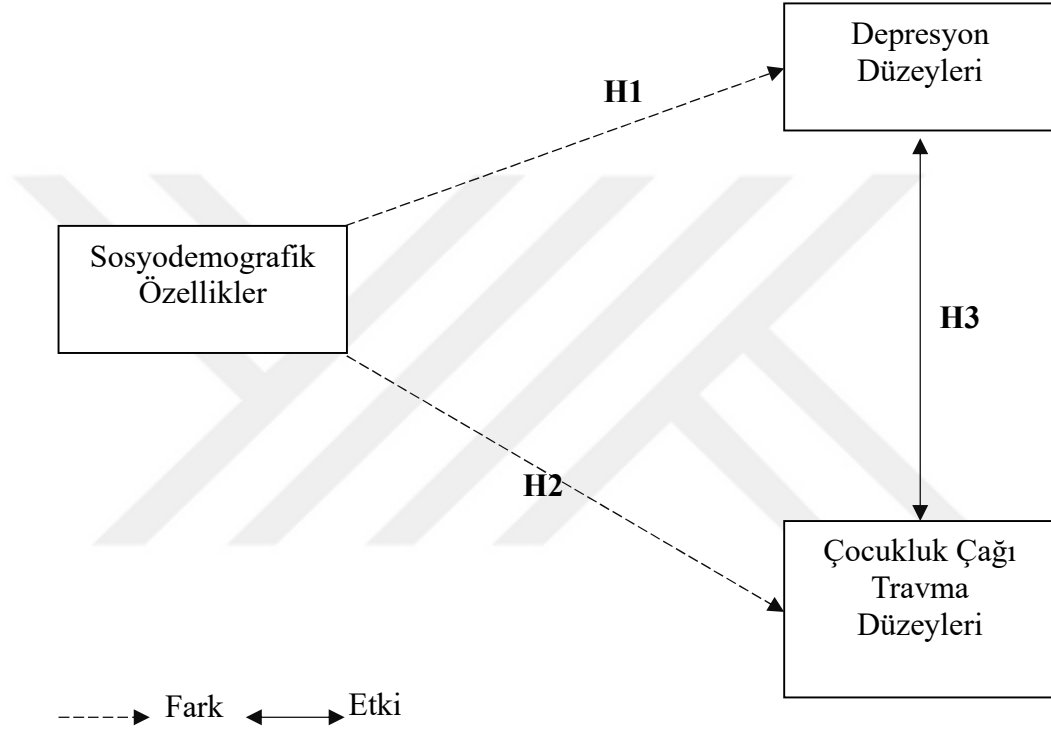 Depresyon
Düzeyleri
H1
Sosyodemografik
Özellikler
H3
H2
Çocukluk Çağı
Travma
Düzeyleri
Fark
Etki